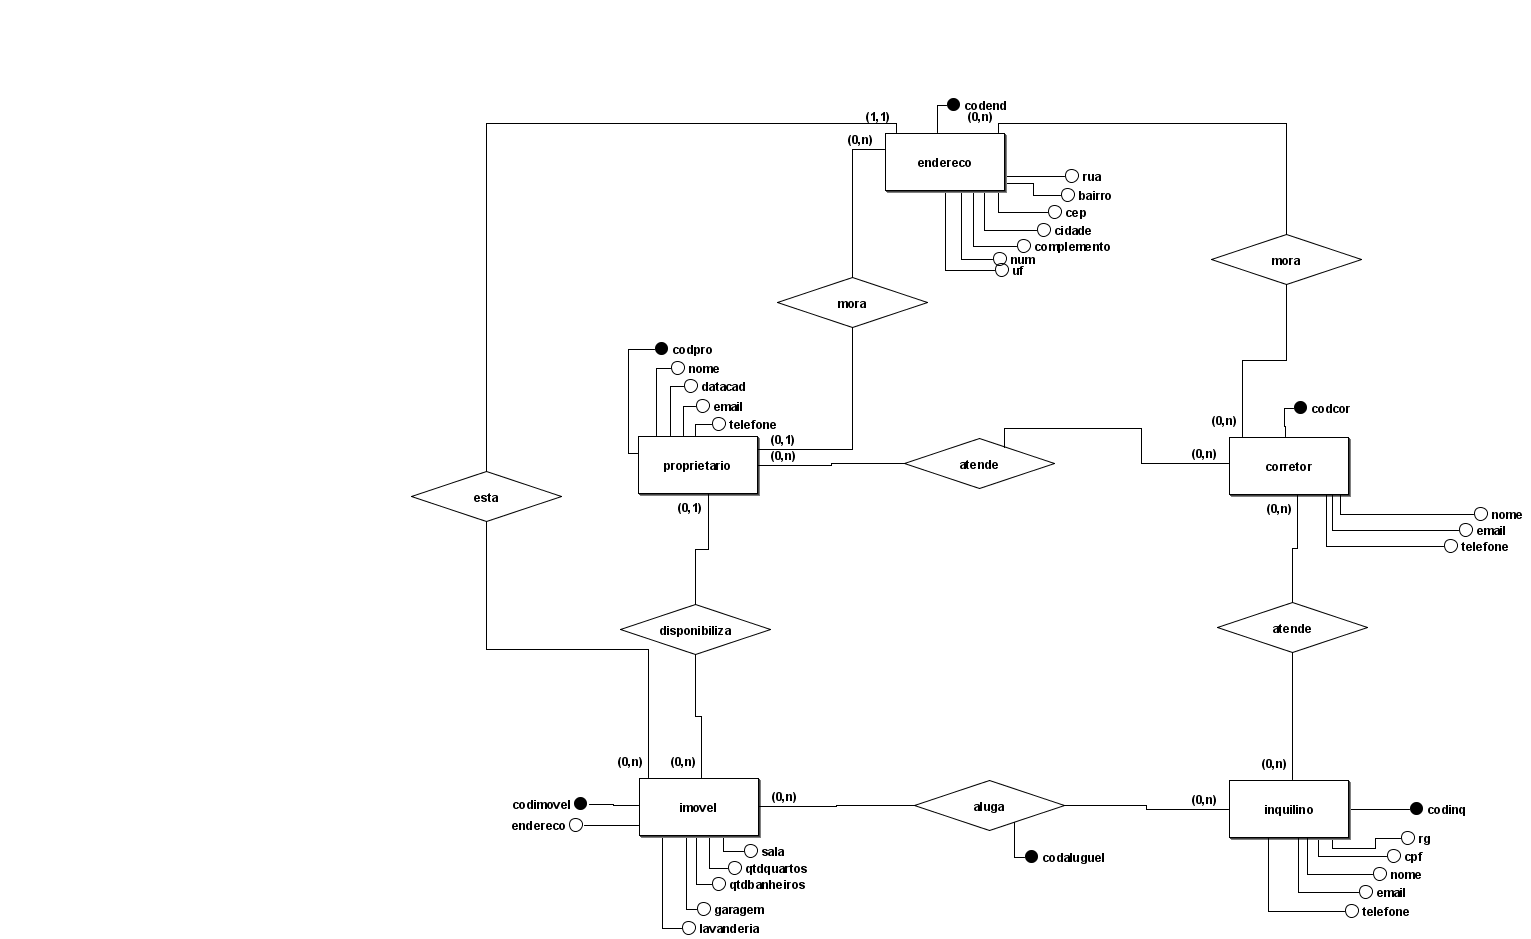 codend
(1,1)
(0,n)
(0,n)
endereco
rua
bairro
cep
cidade
complemento
num
uf
mora
mora
codpro
nome
datacad
email
telefone
codcor
(0,n)
(0,1)
(0,n)
proprietario
atende
(0,n)
corretor
esta
(0,1)
(0,n)
nome
email
telefone
disponibiliza
atende
(0,n)
(0,n)
(0,n)
codimovel
endereco
imovel
(0,n)
aluga
(0,n)
inquilino
codinq
codaluguel
sala
qtdquartos
qtdbanheiros
garagem
lavanderia
rg
cpf
nome
email
telefone